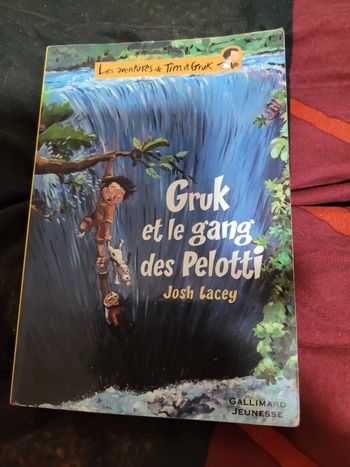 Les aventures de Tim et Gruk
Gruk
et le gang
des Pelotti
Josh Lacey
GALLIMARD
JEUNESSE